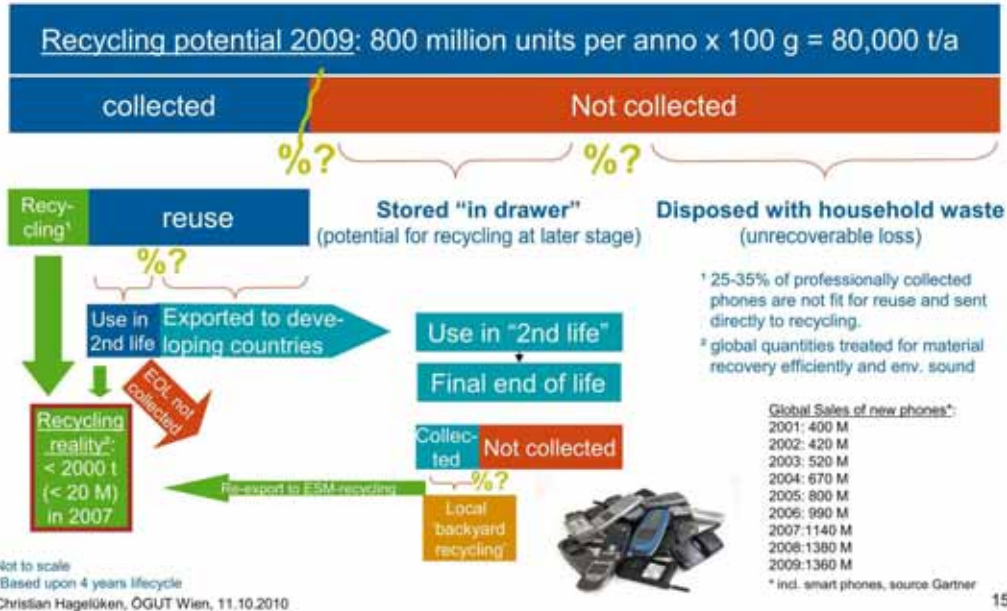 Recycling potential 2009: 800 million units per anno x 100 g = 80,000 t/a
collected
Not collected
%?
%?
Recy-
cling¹
reuse
Stored "in drawer"
(potential for recycling at later stage)
Disposed with household waste
(unrecoverable loss)
%?
Use in
2nd life
Exported to deve-
loping countries
Use in "2nd life"
Final end of life
¹ 25-35% of professionally collected
phones are not fit for reuse and sent
directly to recycling.
² global quantities treated for material
recovery efficiently and env. sound
EOL not
collected
Recycling
reality²:
< 2000 t
(< 20 M)
in 2007
Collec-
ted
Not collected
%?
Re-export to ESM-recycling
Local
'backyard
recycling'
Global Sales of new phones*:
2001: 400 M
2002: 420 M
2003: 520 M
2004: 670 M
2005: 800 M
2006: 990 M
2007:1140 M
2008:1380 M
2009:1360 M
* incl. smart phones, source Gartner
Not to scale
Based upon 4 years lifecycle
Christian Hagelüken, ÖGUT Wien, 11.10.2010
15